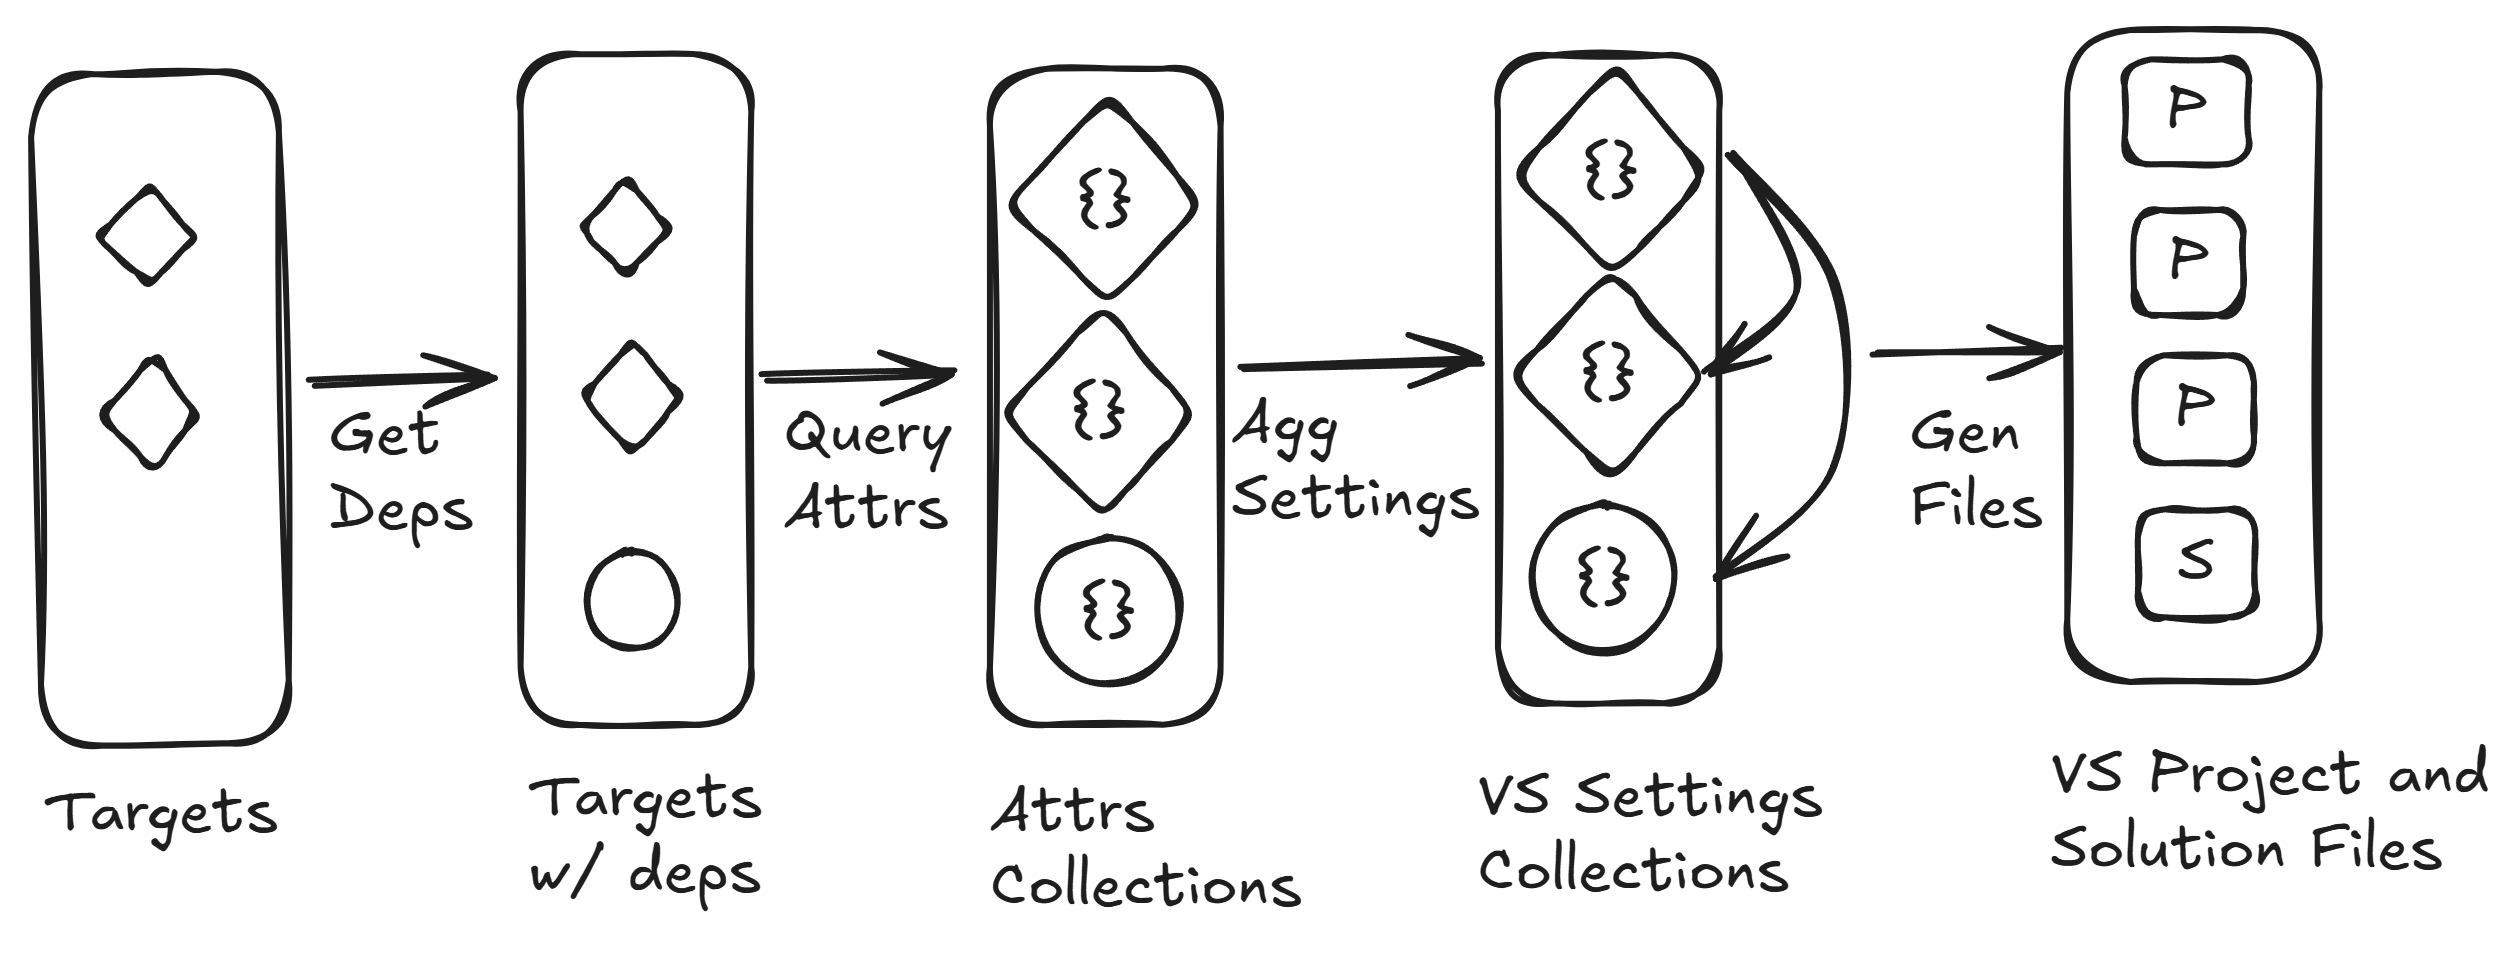 { }
{ }
{ }
{ }
{ }
{ }
P
P
P
S
Get
Deps
Query
Attrs
Agg
Settings
Gen
Files
Targets
Targets
w/ deps
Attrs
collections
VS Settings
collections
VS Project and
Solution Files